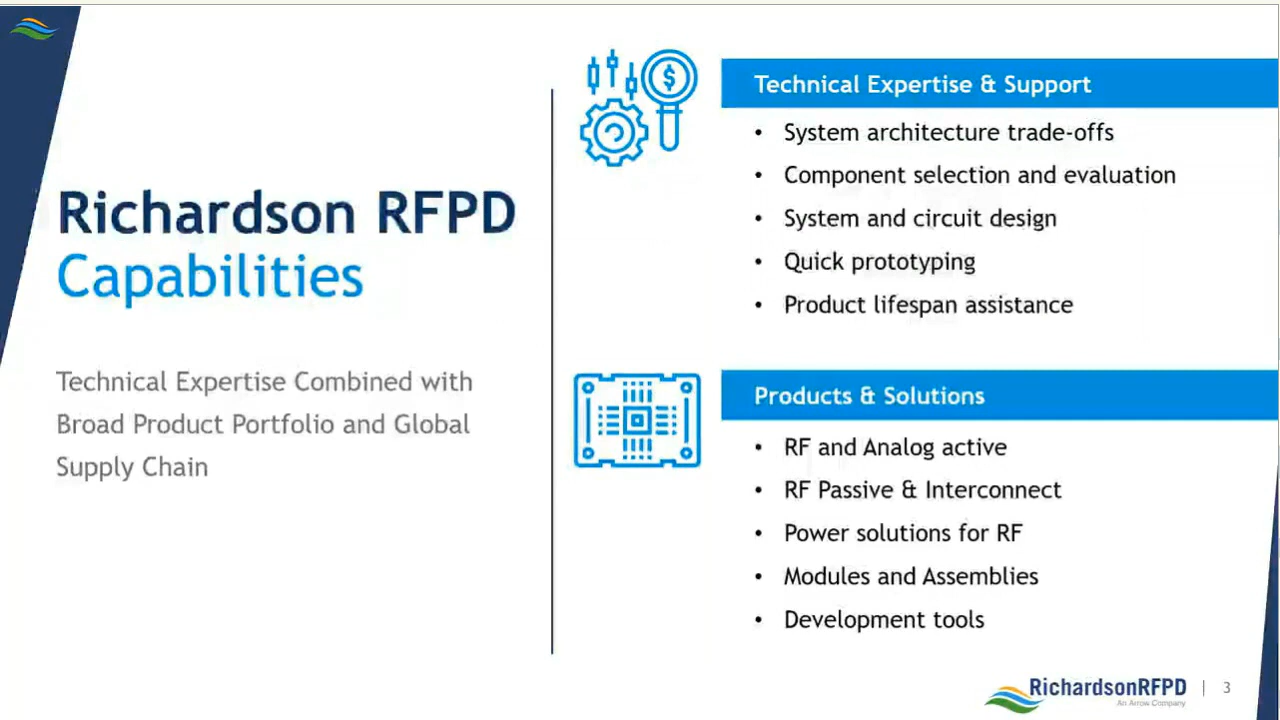 Richardson RFPD
Capabilities
Technical Expertise Combined with
Broad Product Portfolio and Global
Supply Chain
$
Technical Expertise & Support
• System architecture trade-offs
• Component selection and evaluation
• System and circuit design
• Quick prototyping
• Product lifespan assistance
Products & Solutions
• RF and Analog active
• RF Passive & Interconnect
• Power solutions for RF
• Modules and Assemblies
• Development tools
RichardsonRFPD
An Arrow Company
| 3